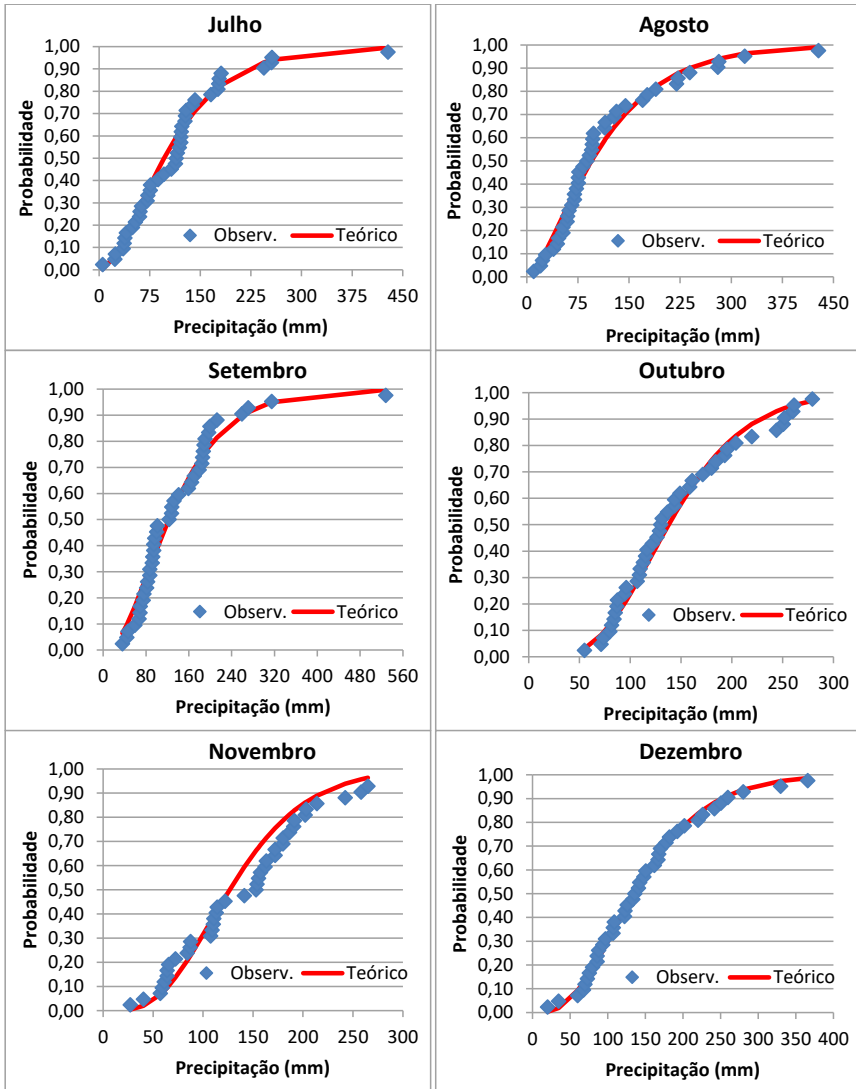 Julho
Probabilidade
1,00
0,90
0,80
0,70
0,60
0,50
0,40
0,30
0,20
0,10
0,00
Observ. Teórico
0 75 150 225 300 375 450
Precipitação (mm)
Agosto
Probabilidade
1,00
0,90
0,80
0,70
0,60
0,50
0,40
0,30
0,20
0,10
0,00
Observ. Teórico
0 75 150 225 300 375 450
Precipitação (mm)
Setembro
Probabilidade
1,00
0,90
0,80
0,70
0,60
0,50
0,40
0,30
0,20
0,10
0,00
Observ. Teórico
0 80 160 240 320 400 480 560
Precipitação (mm)
Outubro
Probabilidade
1,00
0,90
0,80
0,70
0,60
0,50
0,40
0,30
0,20
0,10
0,00
Observ. Teórico
0 50 100 150 200 250 300
Precipitação (mm)
Novembro
Probabilidade
1,00
0,90
0,80
0,70
0,60
0,50
0,40
0,30
0,20
0,10
0,00
Observ. Teórico
0 50 100 150 200 250 300
Precipitação (mm)
Dezembro
Probabilidade
1,00
0,90
0,80
0,70
0,60
0,50
0,40
0,30
0,20
0,10
0,00
Observ. Teórico
0 50 100 150 200 250 300 350 400
Precipitação (mm)